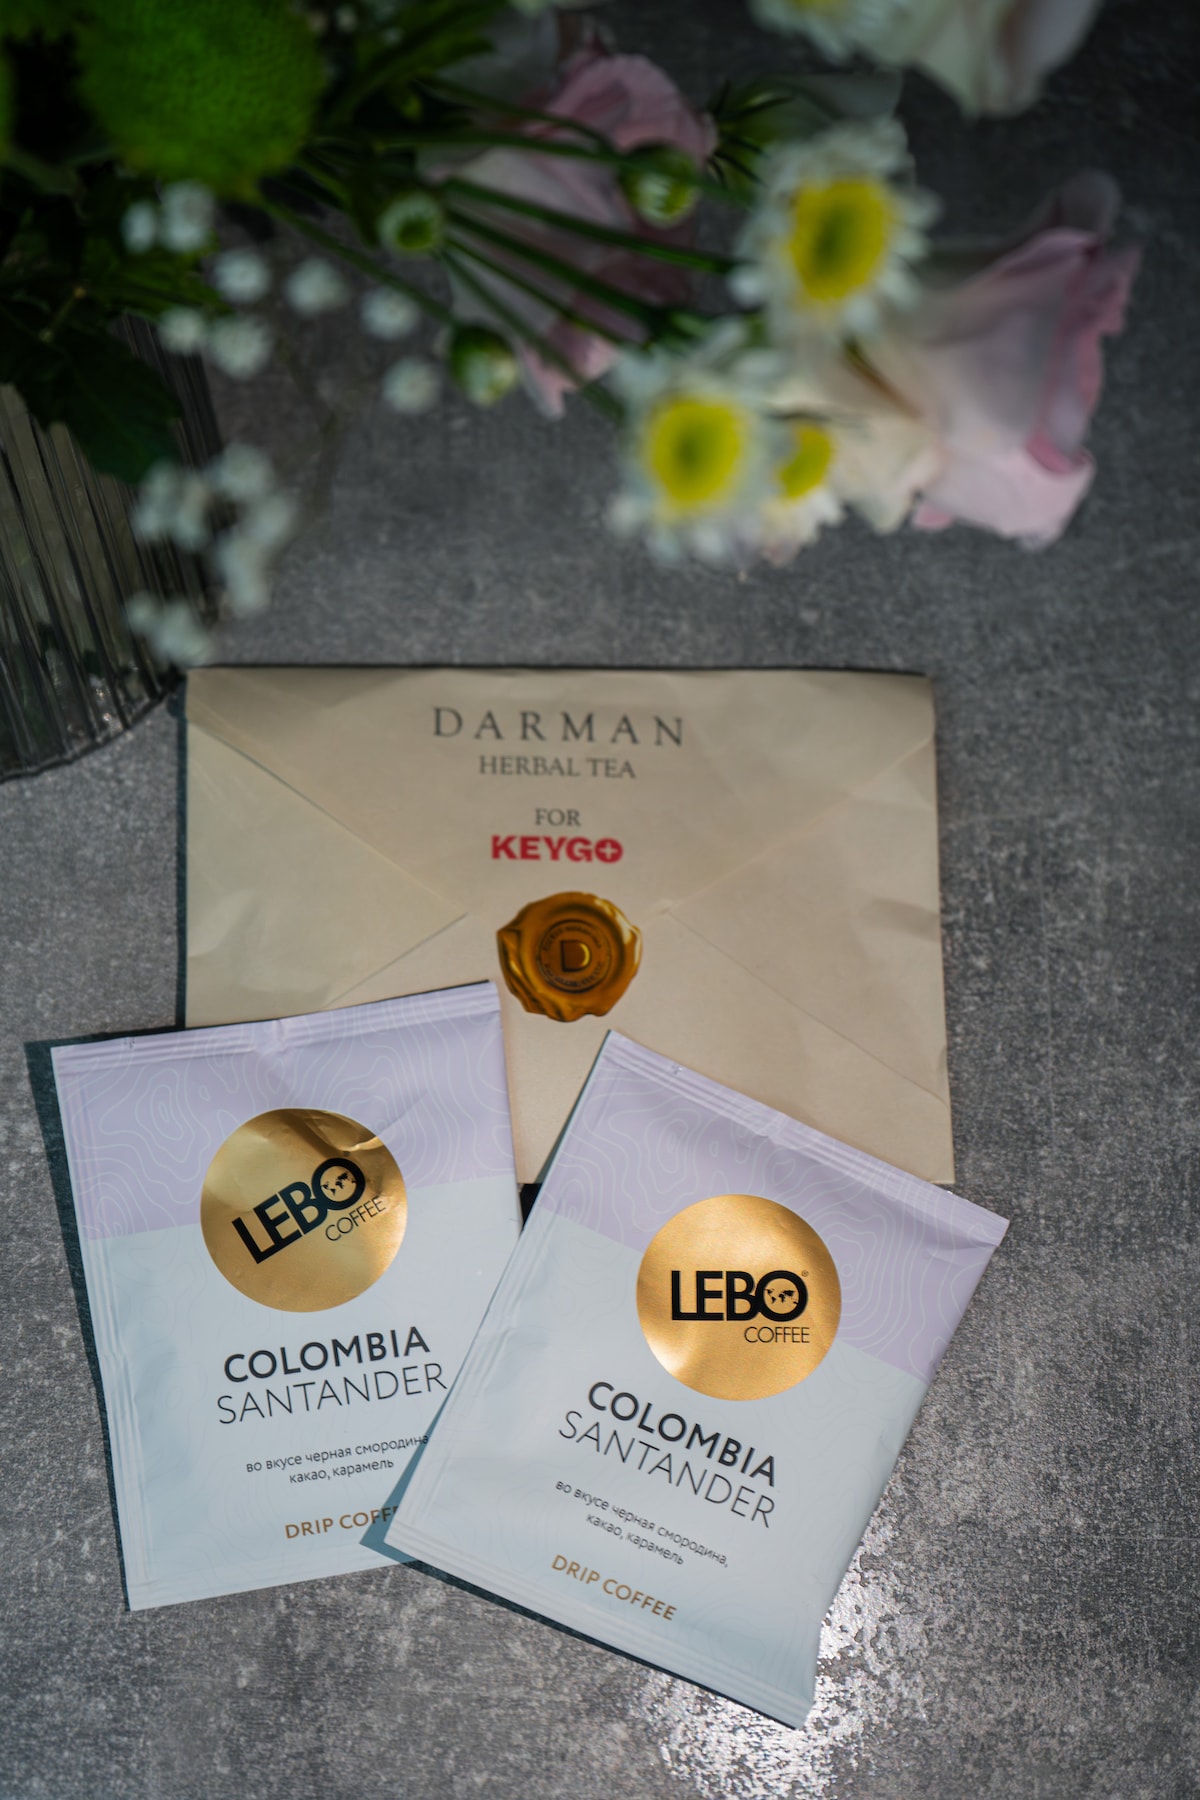 DARMAN
HERBAL TEA
FOR
KEYGO
D
LEBO
COFFEE
COLOMBIA
SANTANDER
во вкусе черная смородина
какао, карамель
DRIP COFFE
LEBO®
COFFEE
COLOMBIA
SANTANDER
во вкусе черная смородина,
какао, карамель
DRIP COFFEE